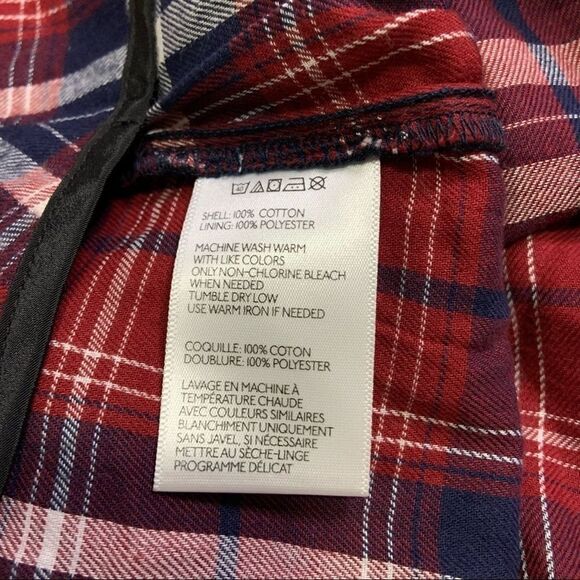 SHELL: 100% COTTON
LINING: 100% POLYESTER
MACHINE WASH WARM
WITH LIKE COLORS
ONLY NON-CHLORINE BLEACH
WHEN NEEDED
TUMBLE DRY LOW
USE WARM IRON IF NEEDED
COQUILLE: 100% COTON
DOUBLURE: 100% POLYESTER
LAVAGE EN MACHINE À
TEMPÉRATURE CHAUDE
AVEC COULEURS SIMILAIRES
BLANCHIMENT UNIQUEMENT
SANS JAVEL, SI NÉCESSAIRE
METTRE AU SÈCHE-LINGE
PROGRAMME DÉLICAT